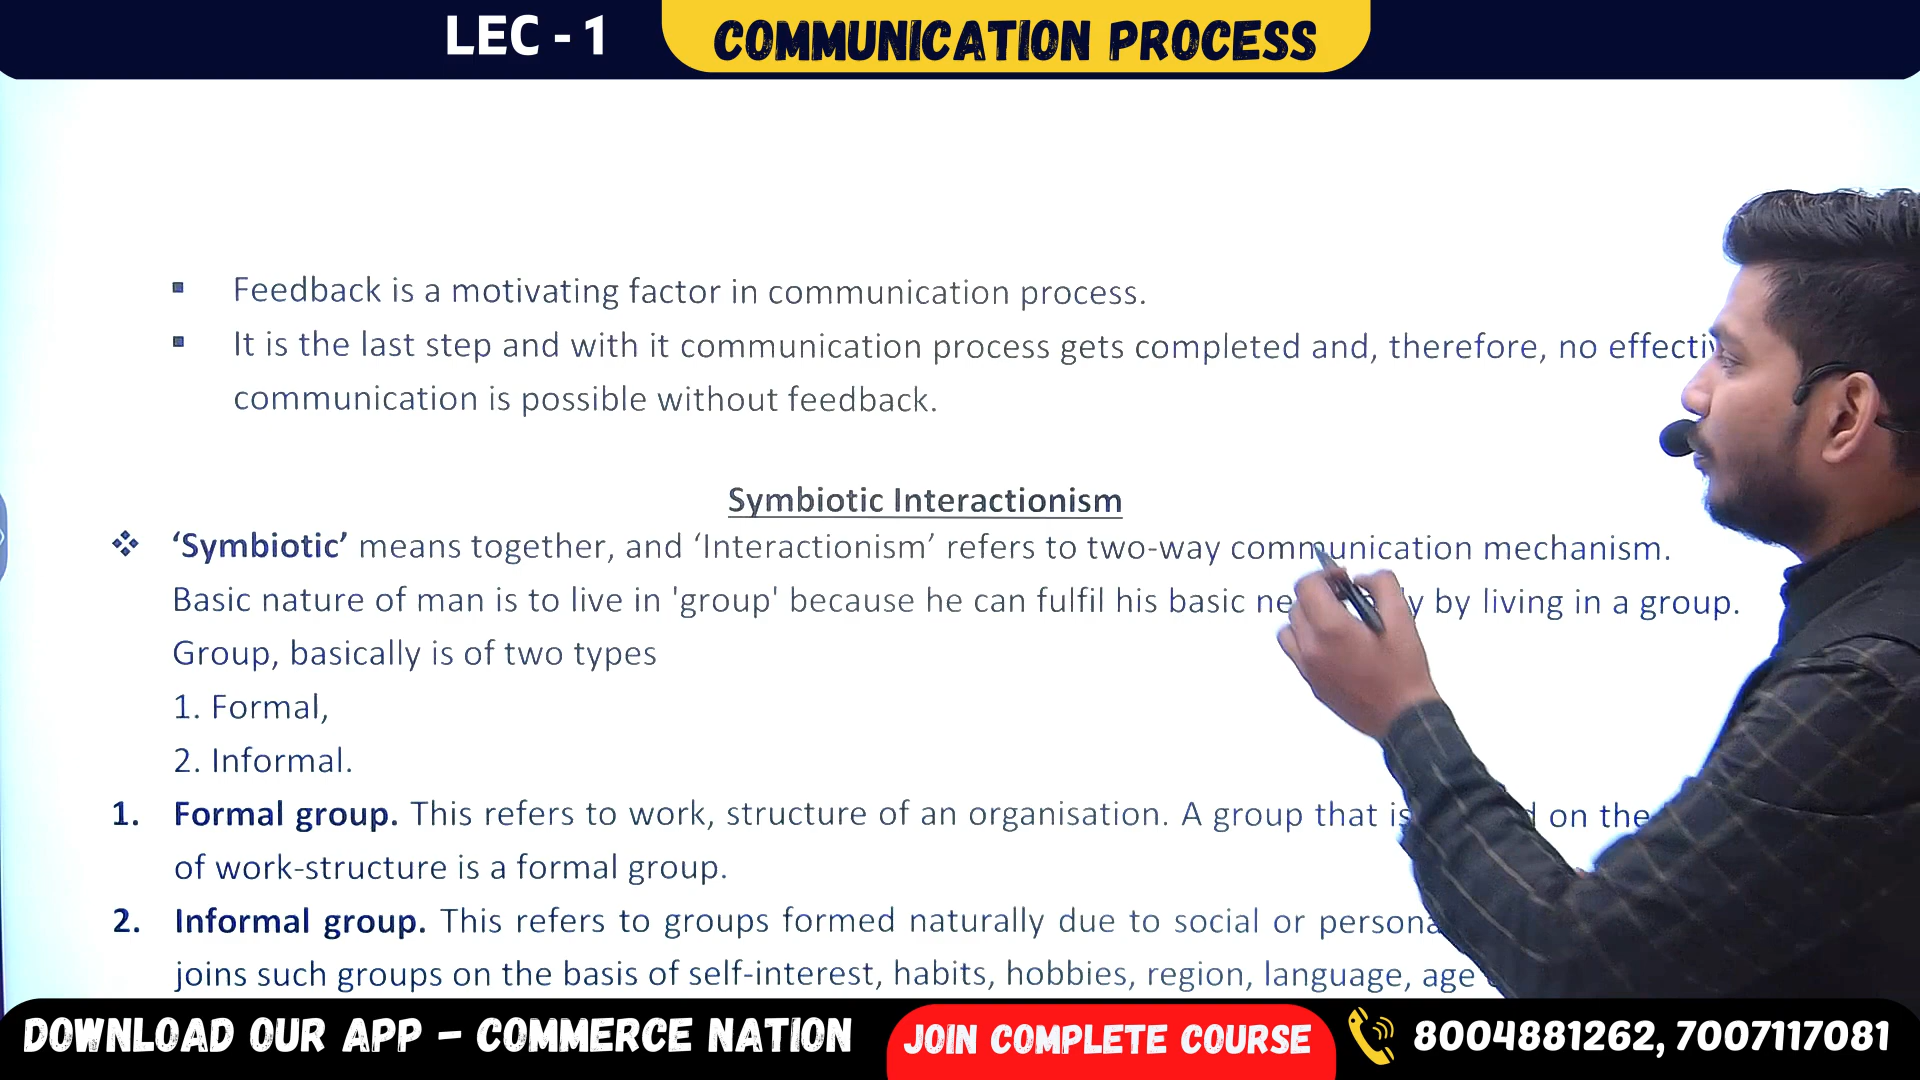 LEC - 1
COMMUNICATION PROCESS
▪ Feedback is a motivating factor in communication process.
▪ It is the last step and with it communication process gets completed and, therefore, no
communication is possible without feedback.
Symbiotic Interactionism
❖ ‘Symbiotic’ means together, and ‘Interactionism’ refers to two-way communication mechanism.
Basic nature of man is to live in 'group' because he can fulfil his basic by living in a group.
Group, basically is of two types
1. Formal,
2. Informal.
1. Formal group. This refers to work, structure of an organisation. A group that is on the
of work-structure is a formal group.
2. Informal group. This refers to groups formed naturally due to social or
joins such groups on the basis of self-interest, habits, hobbies, region, language, age
DOWNLOAD OUR APP – COMMERCE NATION
JOIN COMPLETE COURSE
8004881262, 7007117081